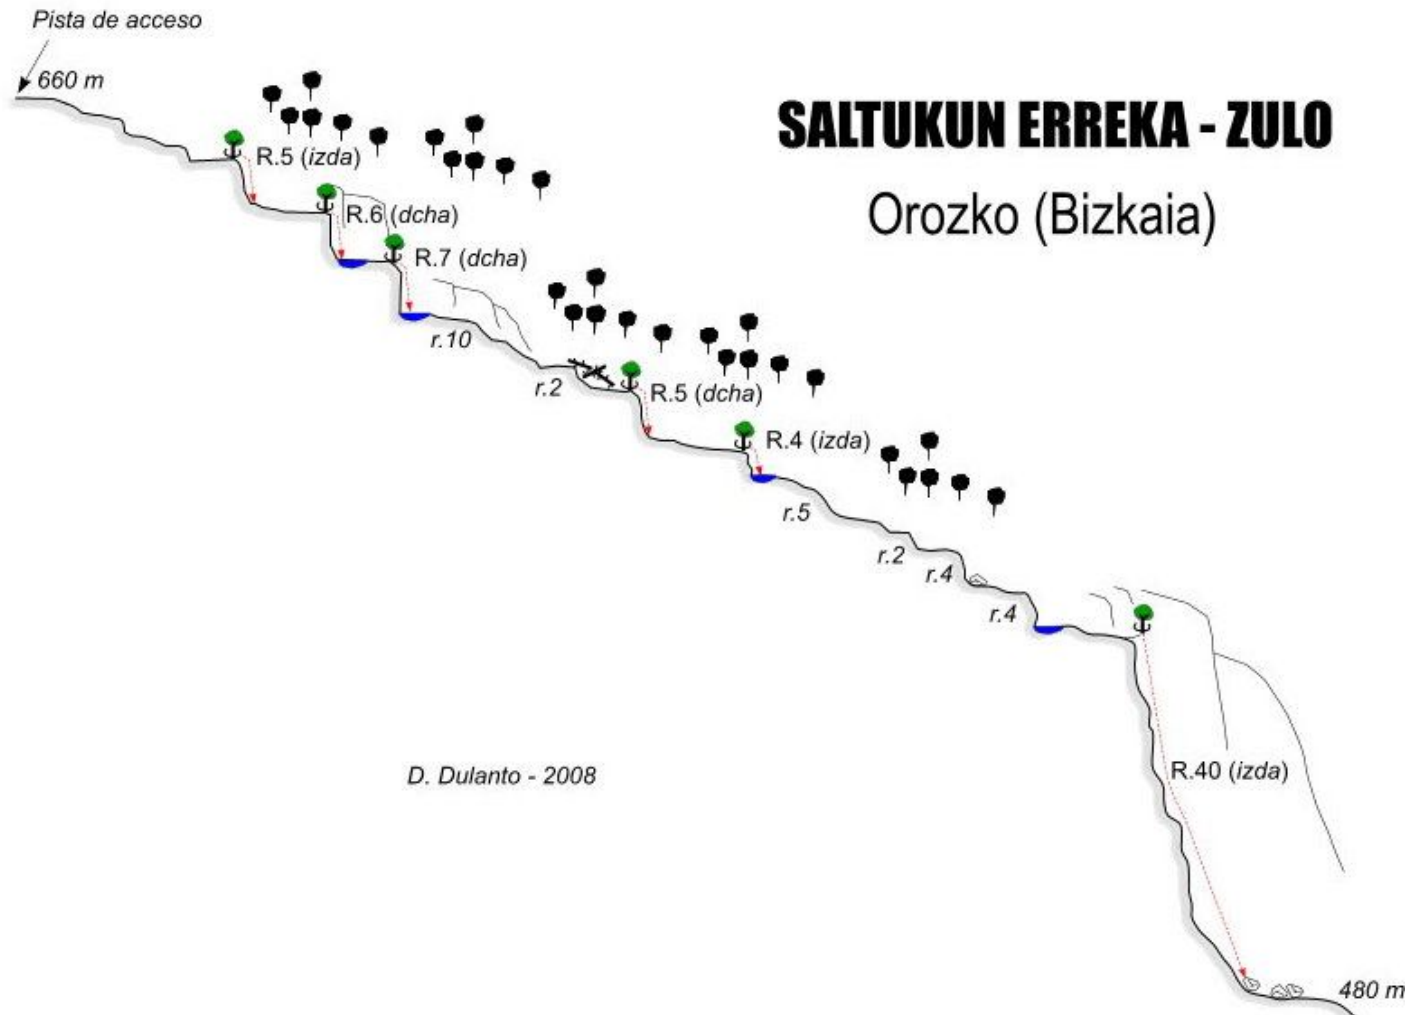 Pista de acceso
660 m
SALTUKUN ERREKA - ZULO
Orozko (Bizkaia)
R.5 (izda)
R.6 (dcha)
R.7 (dcha)
r.10
r.2
R.5 (dcha)
R.4 (izda)
r.5
r.2
r.4
r.4
R.40 (izda)
D. Dulanto - 2008
480 m